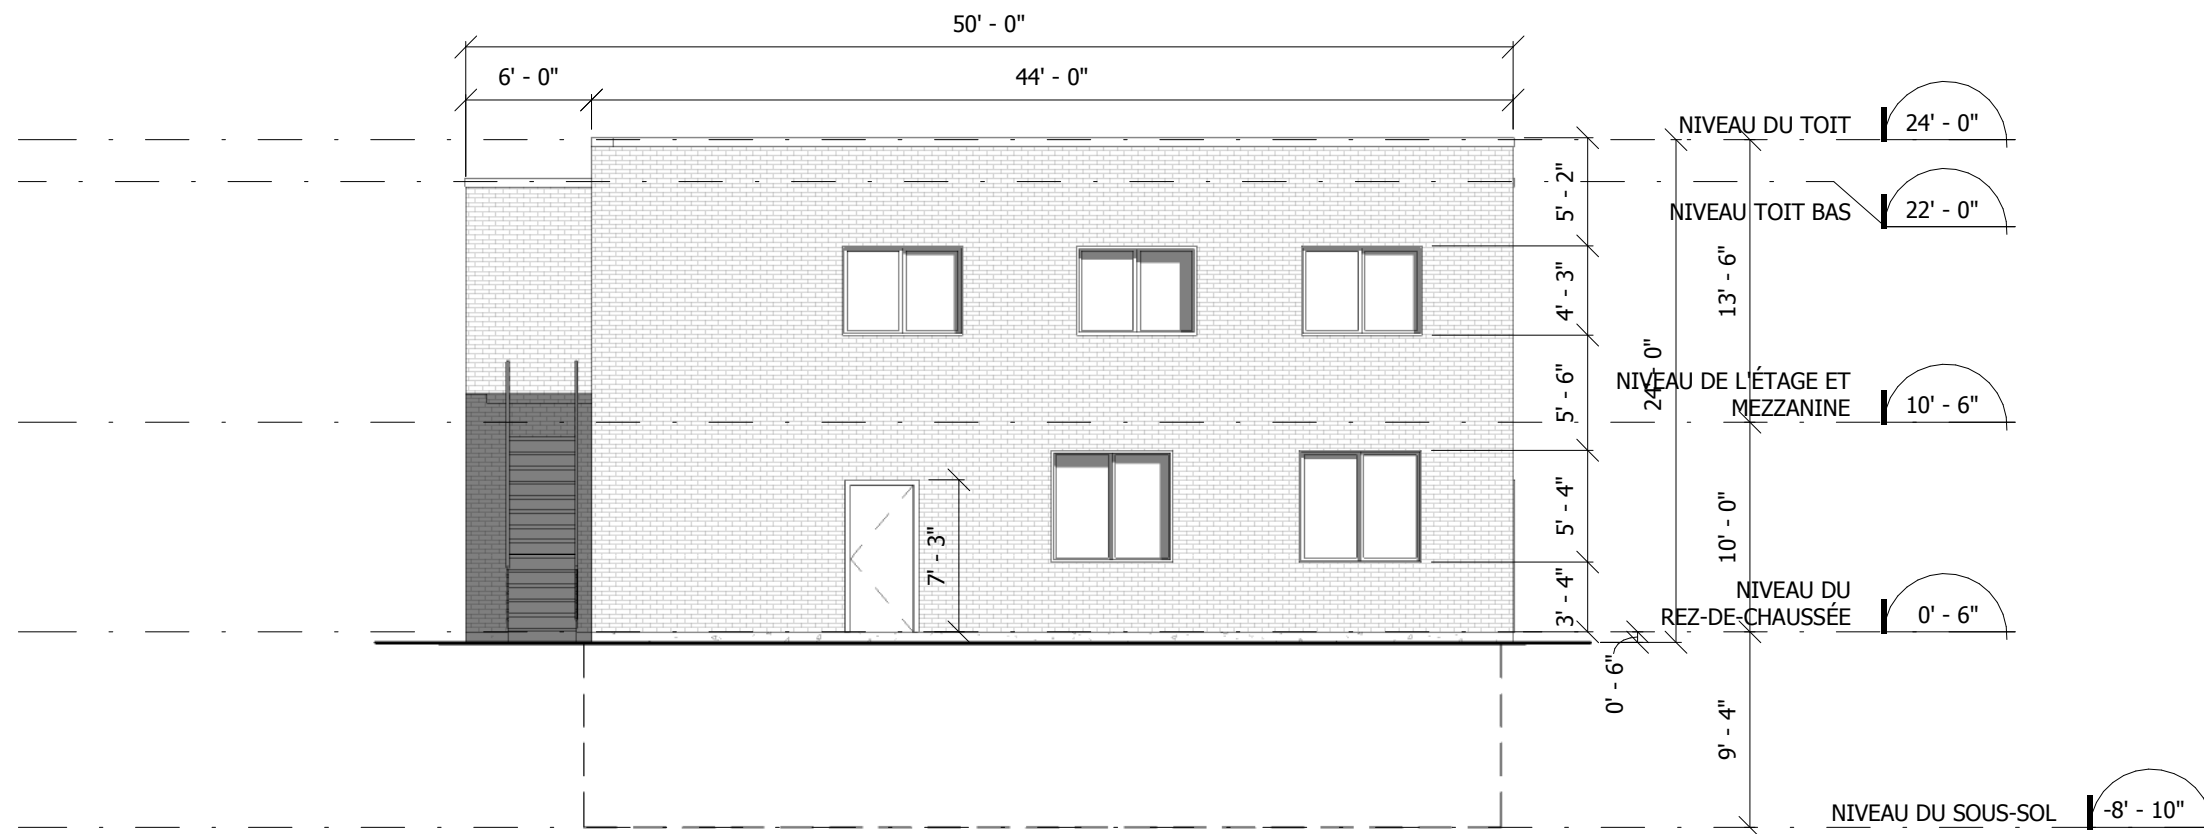 50' - 0"
6' - 0"
44' - 0"
NIVEAU DU TOIT
24' - 0"
5' - 2"
NIVEAU TOIT BAS
22' - 0"
4' - 3"
13' - 6"
24' - 0"
NIVEAU DE L'ÉTAGE ET
MEZZANINE
10' - 6"
5' - 6"
5' - 4"
10' - 0"
7' - 3"
3' - 4"
NIVEAU DU
REZ-DE-CHAUSSÉE
0' - 6"
0' - 6"
9' - 4"
NIVEAU DU SOUS-SOL
-8' - 10"